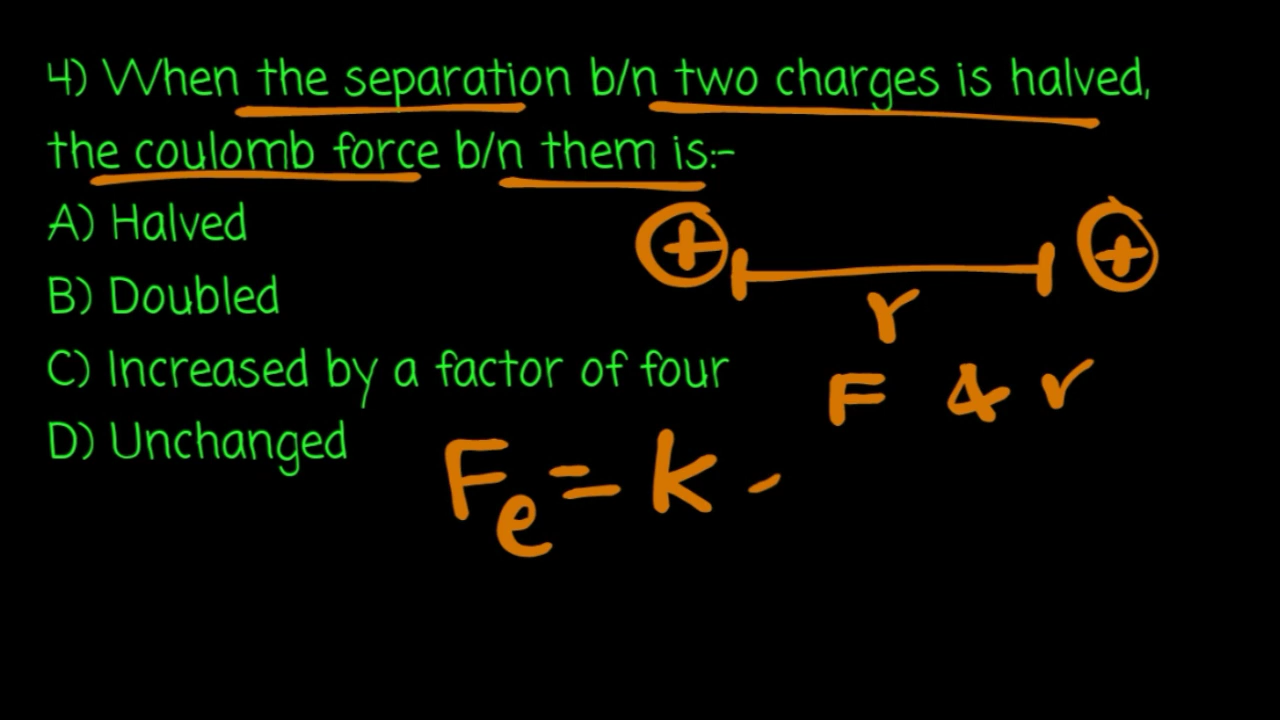 4) When the separation b/n two charges is halved,
the coulomb force b/n them is:-
A) Halved
B) Doubled
C) Increased by a factor of four
D) Unchanged
+ +
r
F & r
Fe = k -